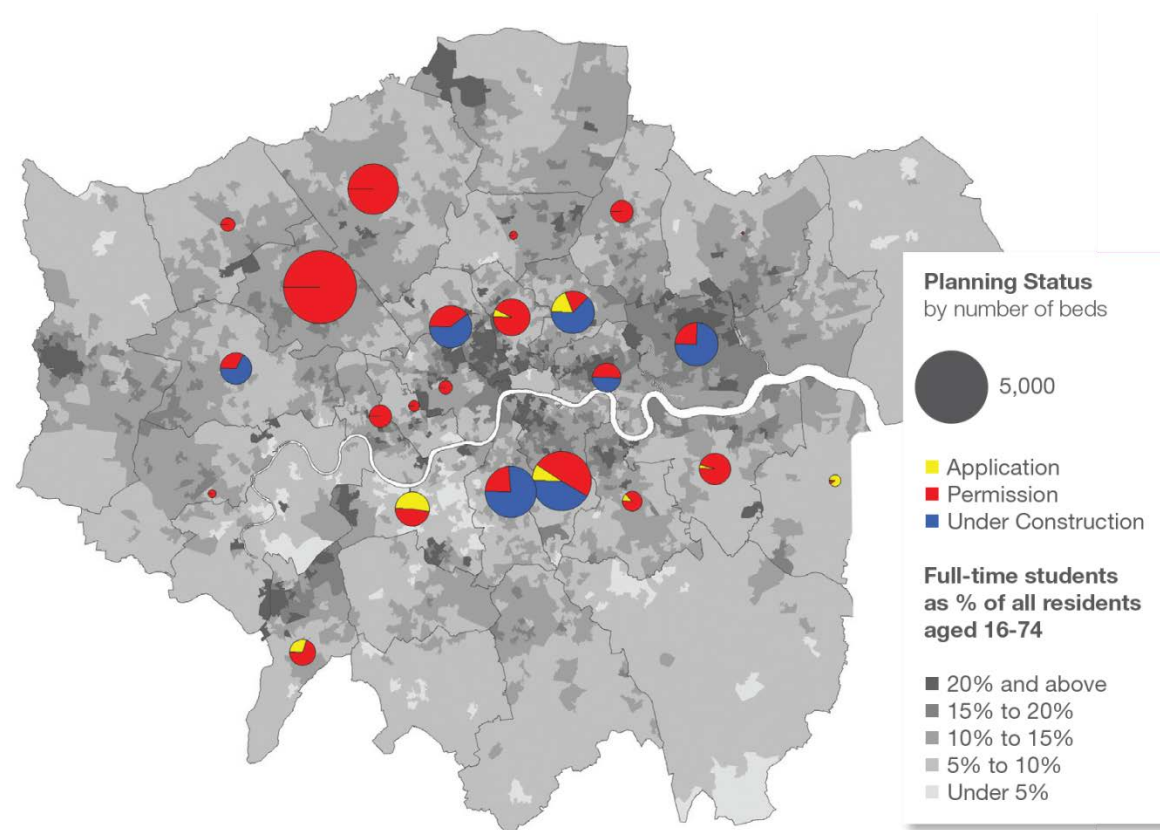 Planning Status
by number of beds
5,000
Application
Permission
Under Construction
Full-time students
as % of all residents
aged 16-74
20% and above
15% to 20%
10% to 15%
5% to 10%
Under 5%